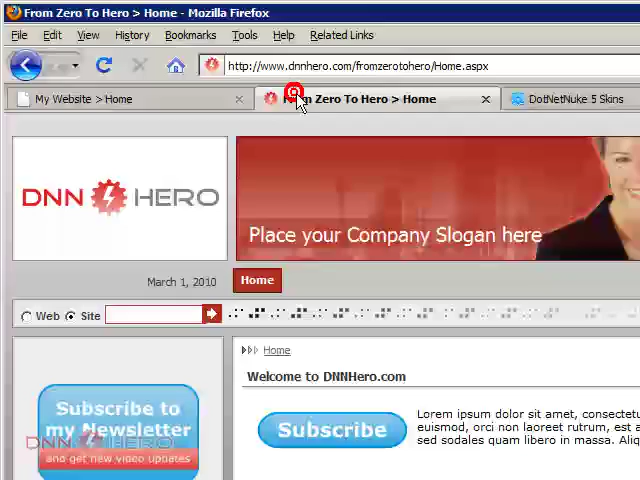 From Zero To Hero > Home - Mozilla Firefox
File Edit View History Bookmarks Tools Help Related Links
http://www.dnnhero.com/fromzerotohero/Home.aspx
My Website > Home From Zero To Hero > Home DotNetNuke 5 Skins
DNN HERO
Place your Company Slogan here
March 1, 2010 Home
Web Site
Home
Welcome to DNNHero.com
Subscribe to
my Newsletter
and get new video updates
DNN HERO
Subscribe
Lorem ipsum dolor sit amet, consectetu
euismod, orci non laoreet rutrum, est a
sed sodales quam libero in massa. Aliq